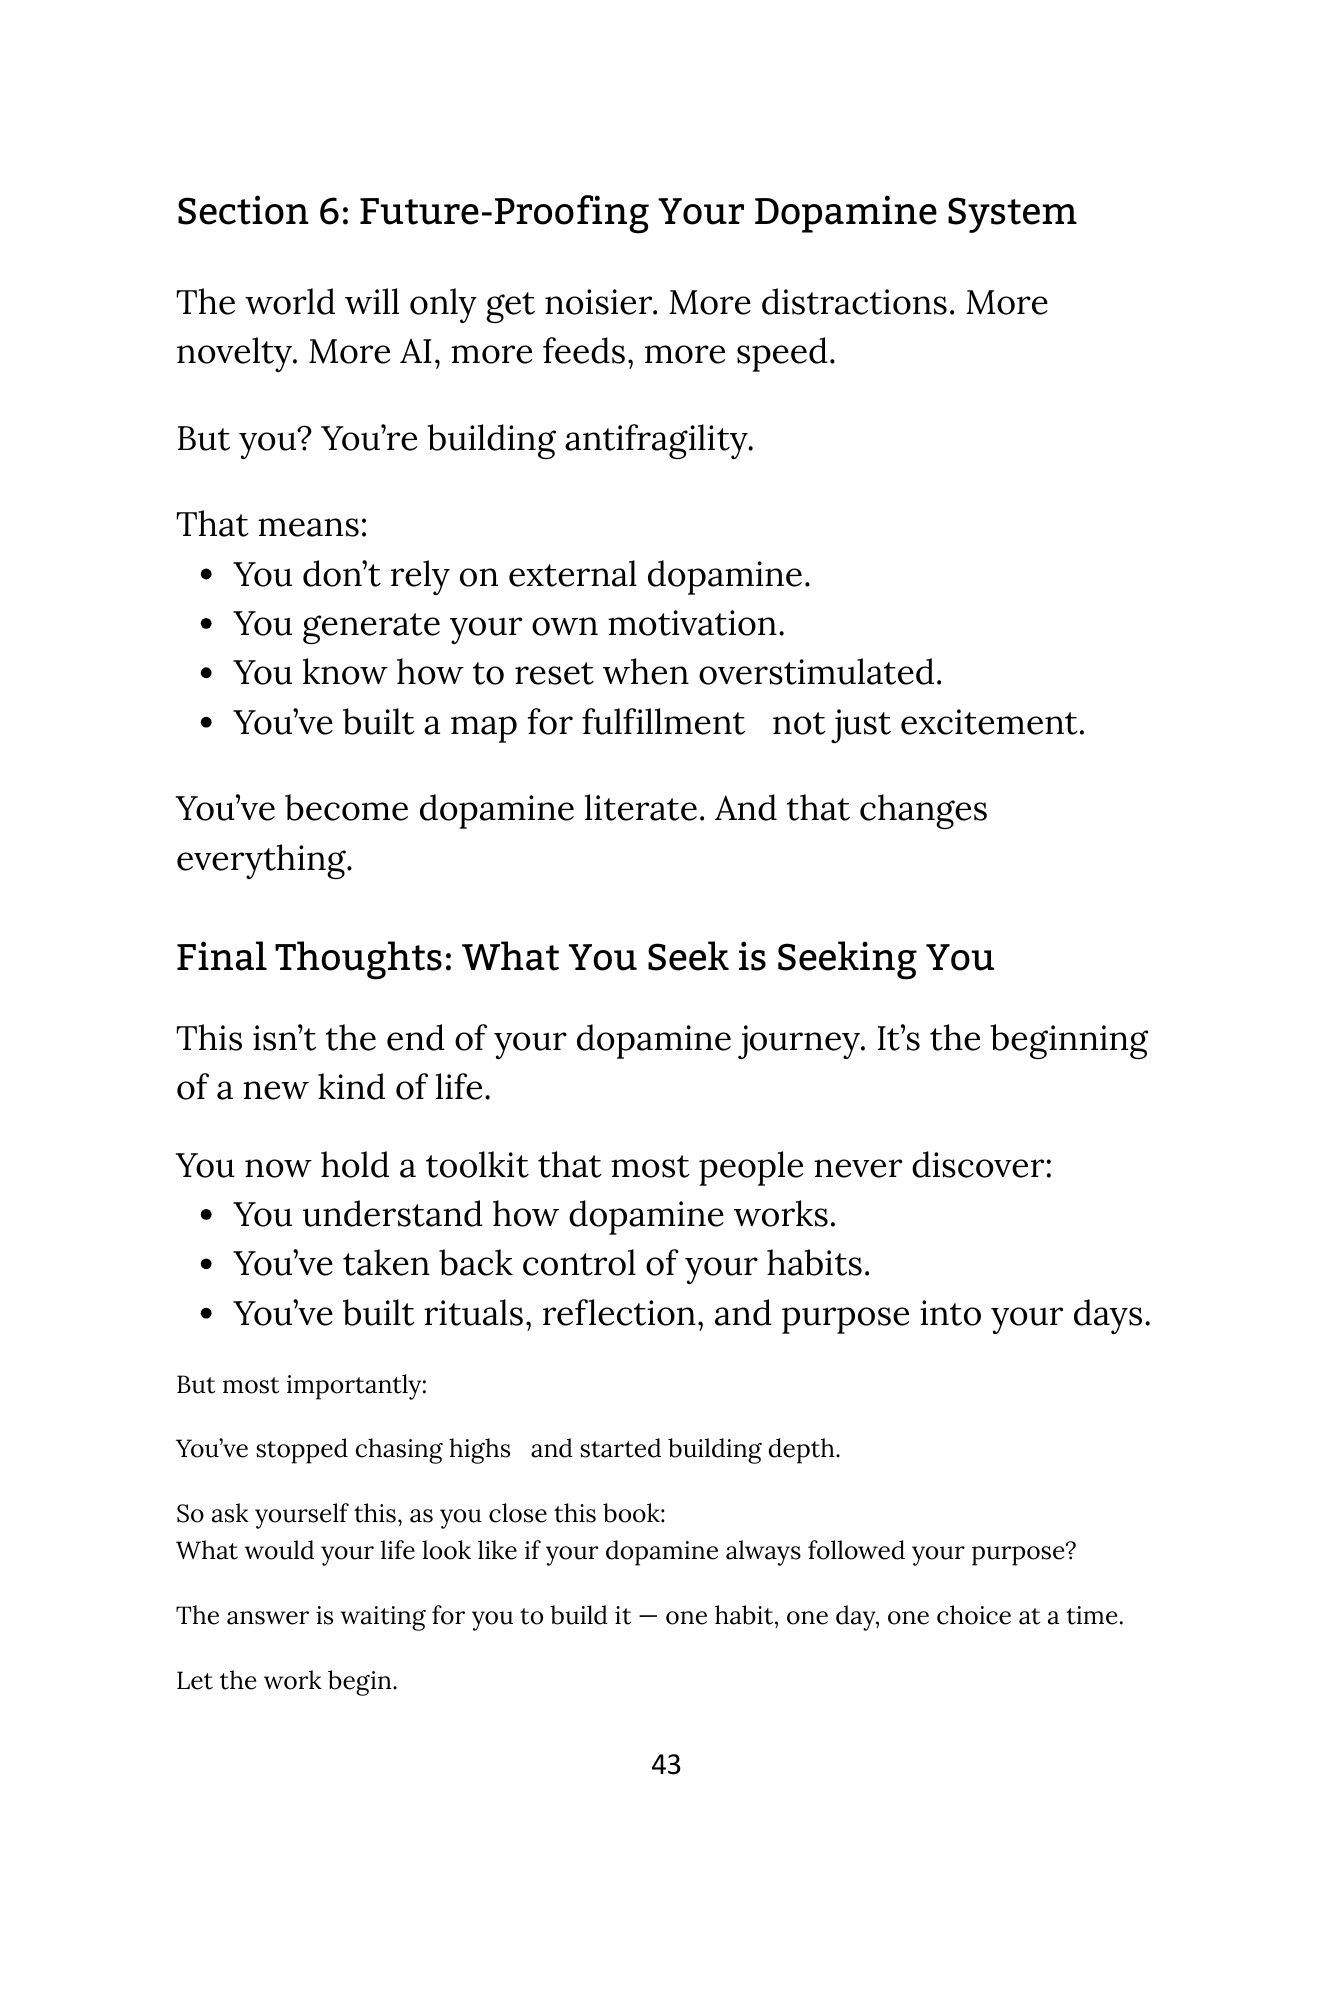 Section 6: Future-Proofing Your Dopamine System
The world will only get noisier. More distractions. More
novelty. More AI, more feeds, more speed.
But you? You’re building antifragility.
That means:
• You don’t rely on external dopamine.
• You generate your own motivation.
• You know how to reset when overstimulated.
• You’ve built a map for fulfillment   not just excitement.
You’ve become dopamine literate. And that changes
everything.
Final Thoughts: What You Seek is Seeking You
This isn’t the end of your dopamine journey. It’s the beginning
of a new kind of life.
You now hold a toolkit that most people never discover:
• You understand how dopamine works.
• You’ve taken back control of your habits.
• You’ve built rituals, reflection, and purpose into your days.
But most importantly:
You’ve stopped chasing highs   and started building depth.
So ask yourself this, as you close this book:
What would your life look like if your dopamine always followed your purpose?
The answer is waiting for you to build it — one habit, one day, one choice at a time.
Let the work begin.
43